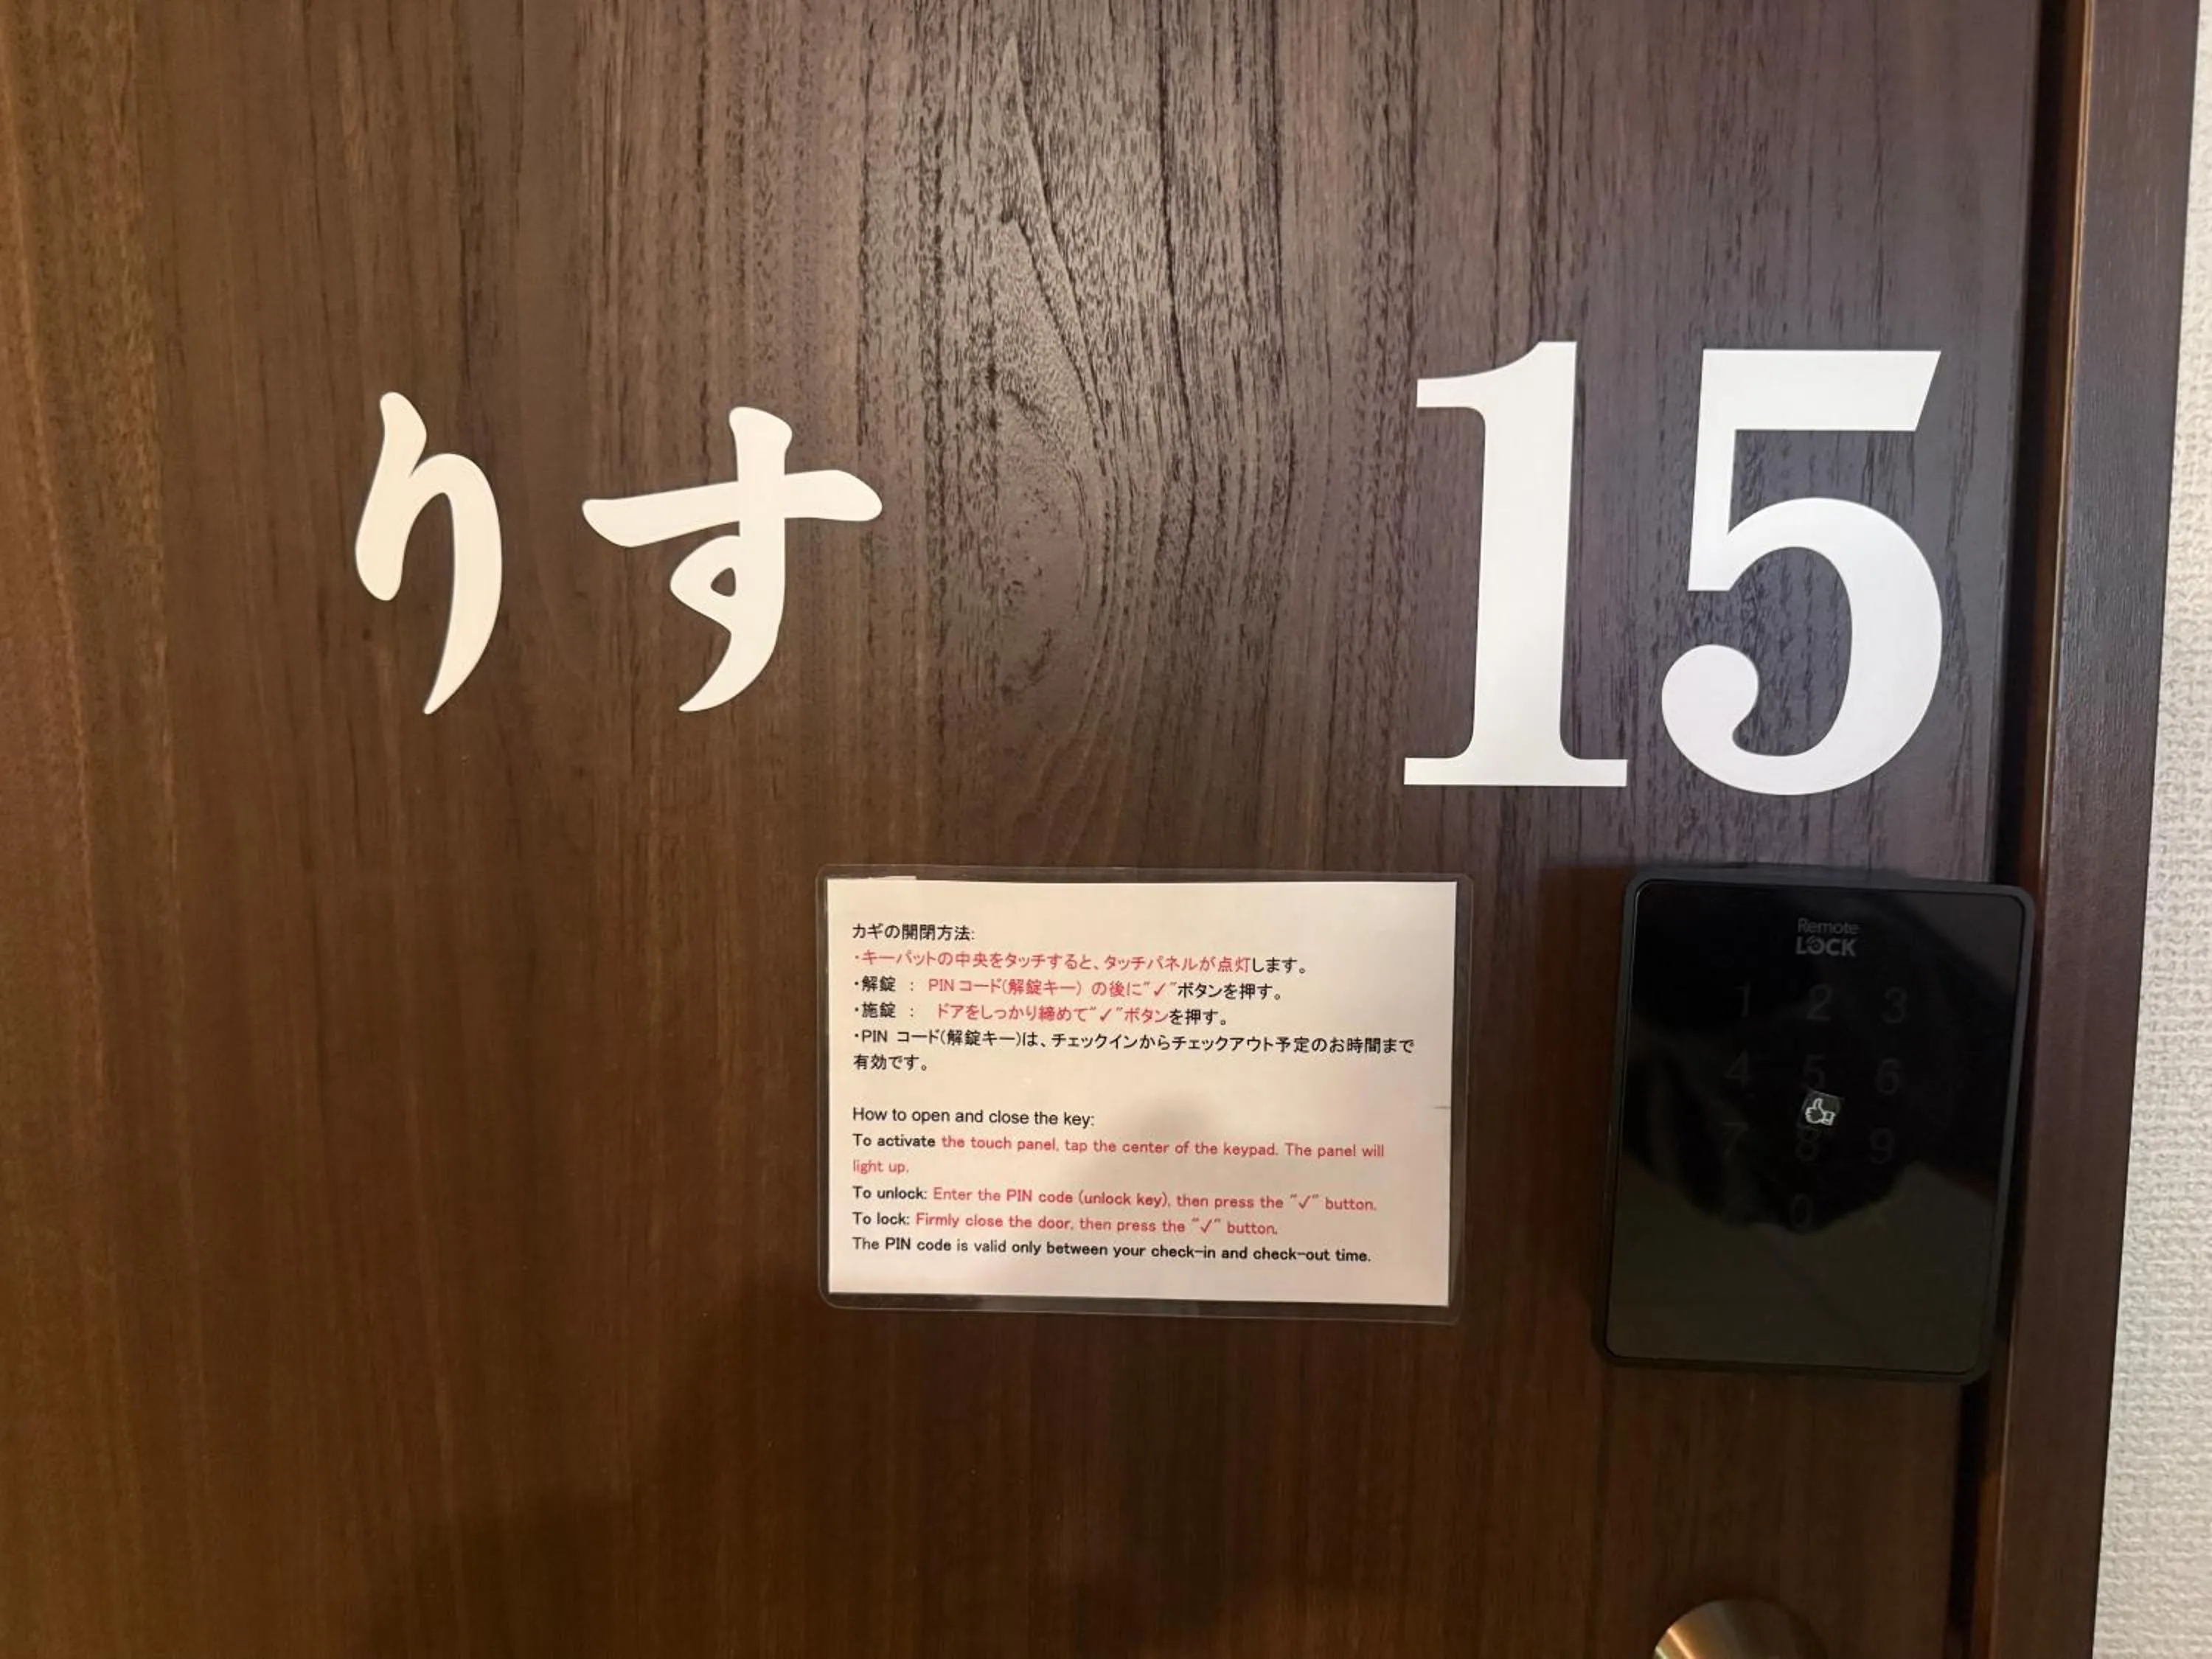 りす
15
カギの開閉方法:
・キーパットの中央をタッチすると、タッチパネルが点灯します。
・解錠 : PINコード(解錠キー) の後に"✓"ボタンを押す。
・施錠 : ドアをしっかり締めて"✓"ボタンを押す。
・PIN コード(解錠キー)は、チェックインからチェックアウト予定のお時間まで
有効です。
How to open and close the key:
To activate the touch panel, tap the center of the keypad. The panel will
light up.
To unlock: Enter the PIN code (unlock key), then press the "✓" button.
To lock: Firmly close the door, then press the "✓" button.
The PIN code is valid only between your check-in and check-out time.
Remote
LOCK
1 2 3
4 5 6
7 8 9
0